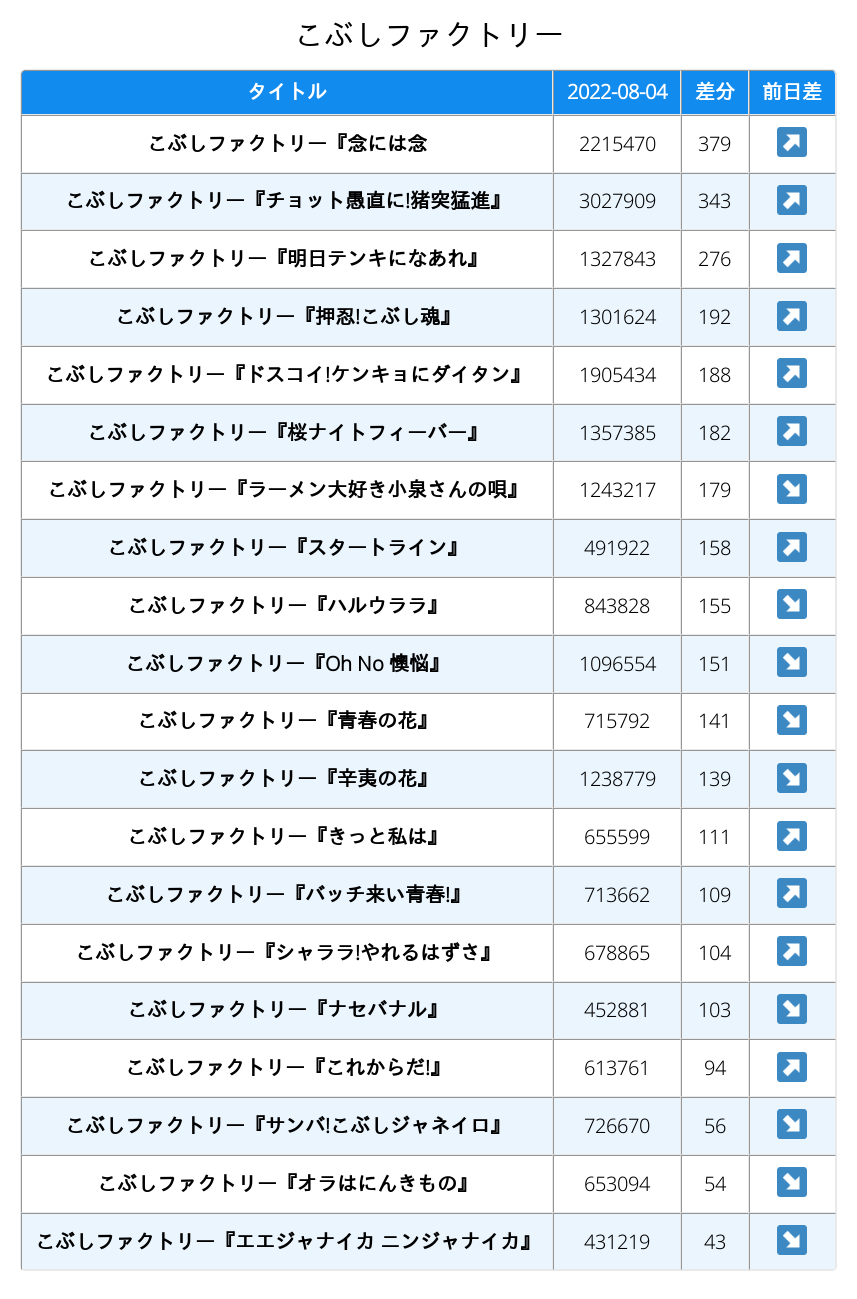 こぶしファクトリー
タイトル 2022-08-04 差分 前日差
こぶしファクトリー『念には念 2215470 379 ↗
こぶしファクトリー『チョット愚直に!猪突猛進』 3027909 343 ↗
こぶしファクトリー『明日テンキになあれ』 1327843 276 ↗
こぶしファクトリー『押忍!こぶし魂』 1301624 192 ↗
こぶしファクトリー『ドスコイ!ケンキョにダイタン』 1905434 188 ↗
こぶしファクトリー『桜ナイトフィーバー』 1357385 182 ↗
こぶしファクトリー『ラーメン大好き小泉さんの唄』 1243217 179 ↘
こぶしファクトリー『スタートライン』 491922 158 ↗
こぶしファクトリー『ハルウララ』 843828 155 ↘
こぶしファクトリー『Oh No 懊悩』 1096554 151 ↘
こぶしファクトリー『青春の花』 715792 141 ↘
こぶしファクトリー『辛夷の花』 1238779 139 ↘
こぶしファクトリー『きっと私は』 655599 111 ↗
こぶしファクトリー『バッチ来い青春!』 713662 109 ↗
こぶしファクトリー『シャララ!やれるはずさ』 678865 104 ↗
こぶしファクトリー『ナセバナル』 452881 103 ↘
こぶしファクトリー『これからだ!』 613761 94 ↗
こぶしファクトリー『サンバ!こぶしジャネイロ』 726670 56 ↘
こぶしファクトリー『オラはにんきもの』 653094 54 ↘
こぶしファクトリー『エエジャナイカ ニンジャナイカ』 431219 43 ↘